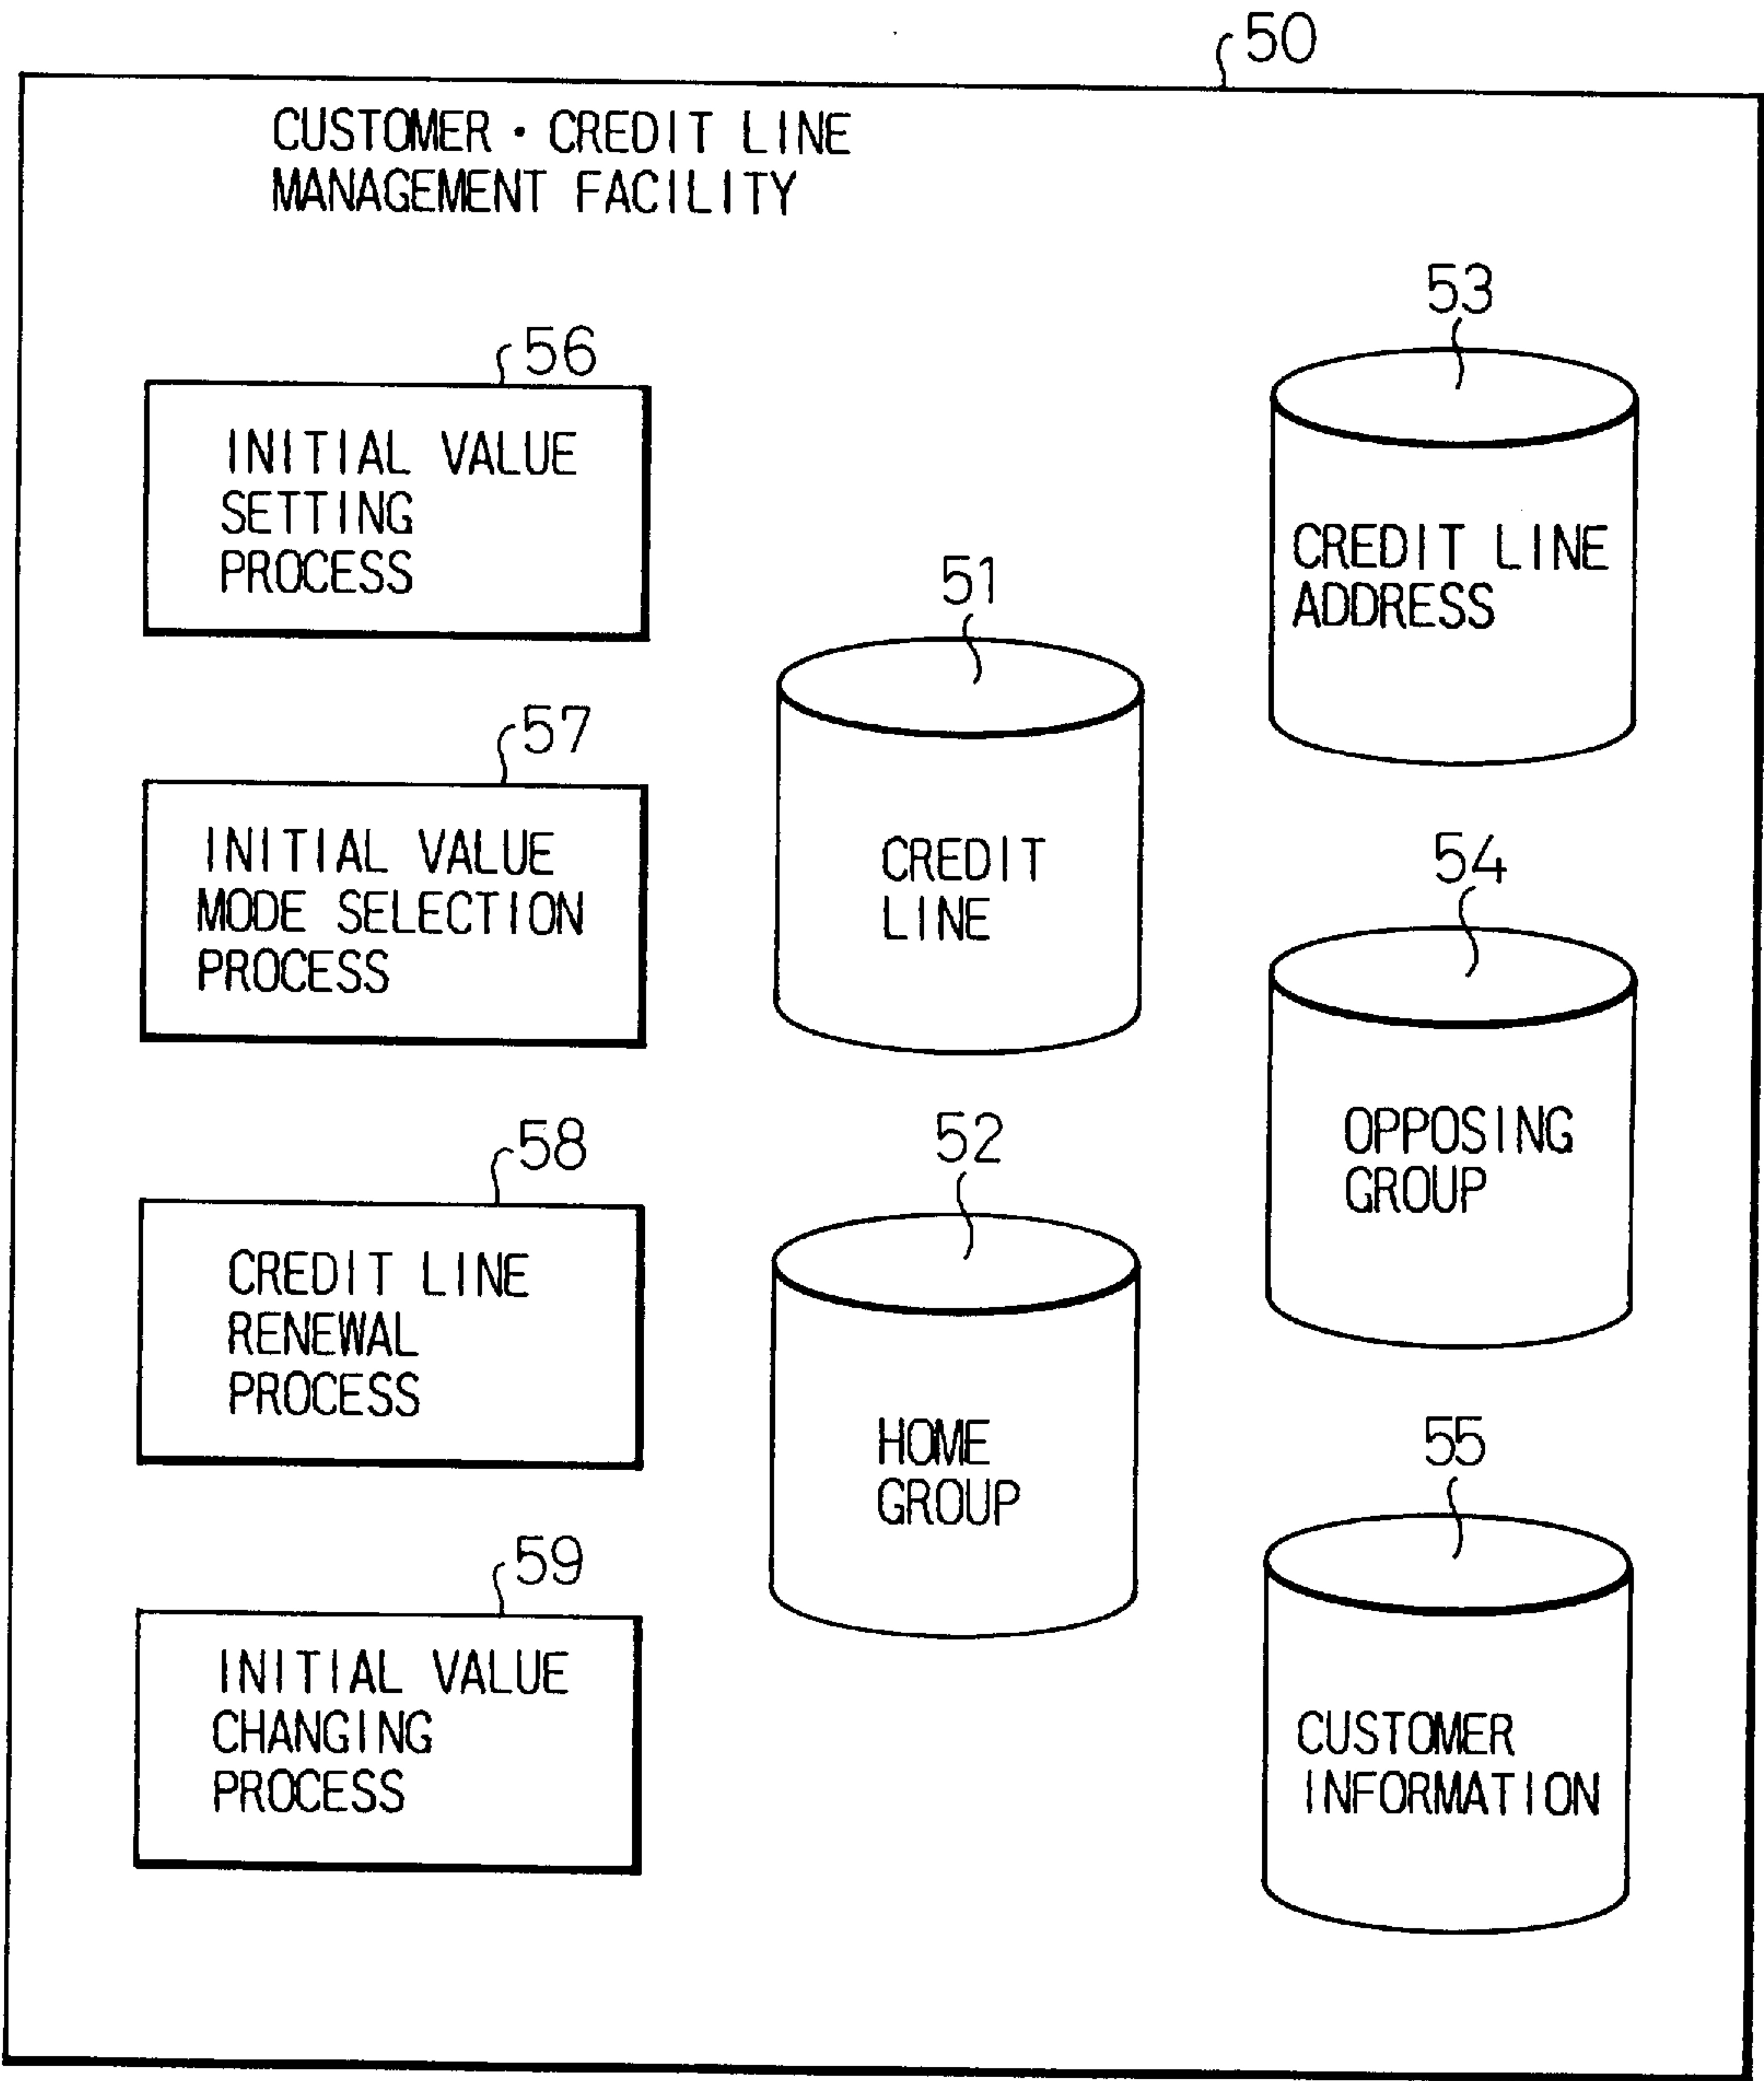 50
CUSTOMER・CREDIT LINE
MANAGEMENT FACILITY
56
INITIAL VALUE
SETTING
PROCESS
57
INITIAL VALUE
MODE SELECTION
PROCESS
58
CREDIT LINE
RENEWAL
PROCESS
59
INITIAL VALUE
CHANGING
PROCESS
51
CREDIT
LINE
52
HOME
GROUP
53
CREDIT LINE
ADDRESS
54
OPPOSING
GROUP
55
CUSTOMER
INFORMATION